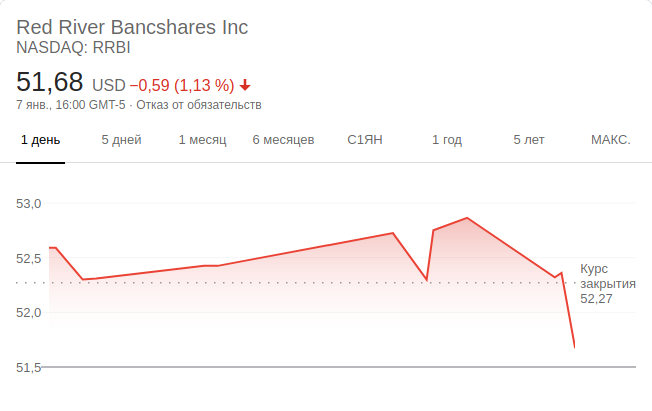 Red River Bancshares Inc
NASDAQ: RRBI
51,68 USD −0,59 (1,13 %)
7 янв., 16:00 GMT-5 · Отказ от обязательств
1 день 5 дней 1 месяц 6 месяцев С1ЯН 1 год 5 лет МАКС.
53,0
52,5
Курс
закрытия
52,27
52,0
51,5